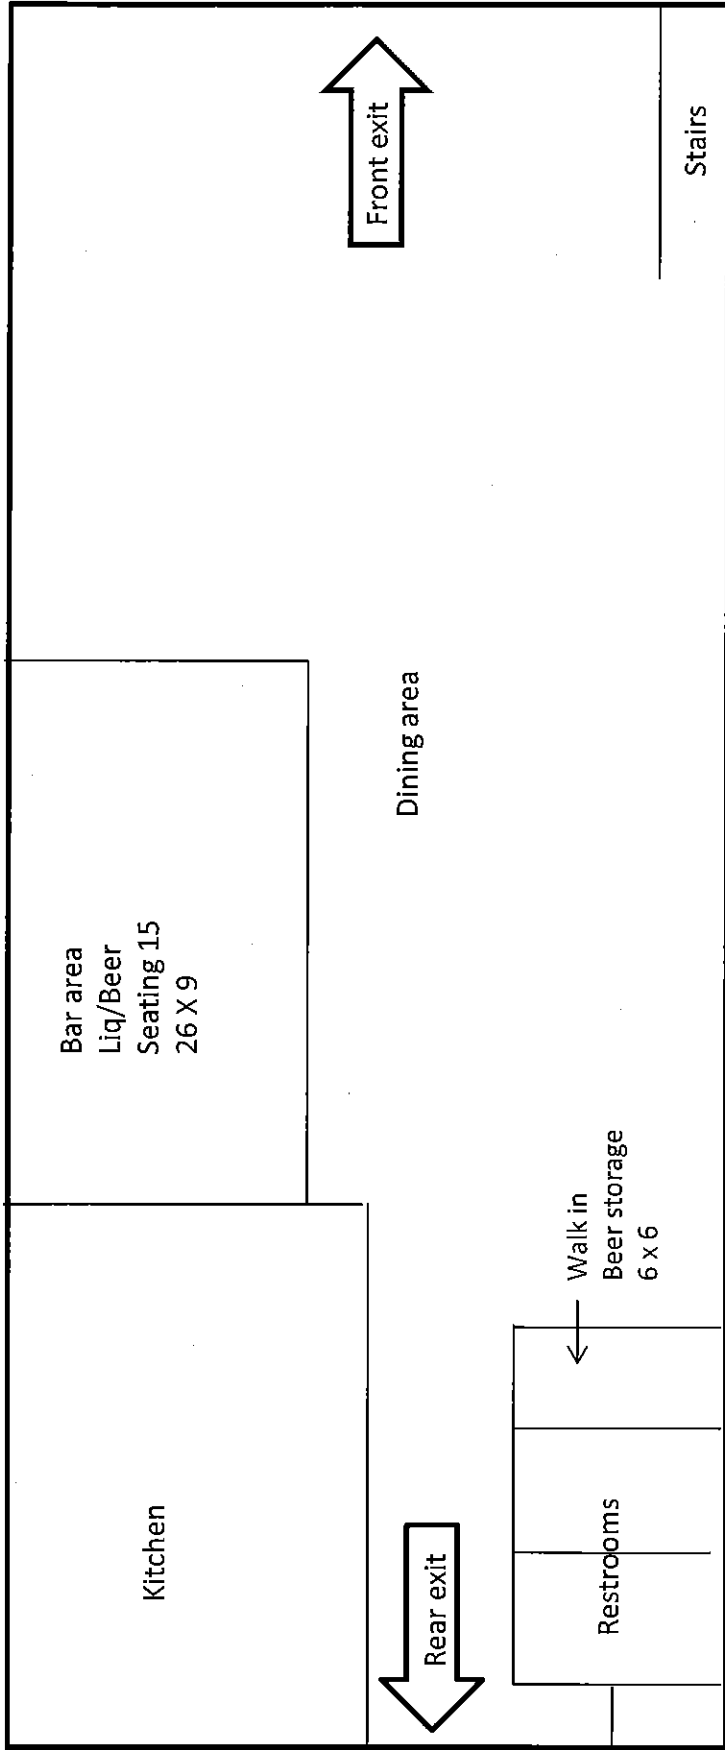 Kitchen
Bar area
Liq/Beer
Seating 15
26 X 9
Front exit
Dining area
Rear exit
Walk in
Beer storage
6 x 6
Restrooms
Stairs